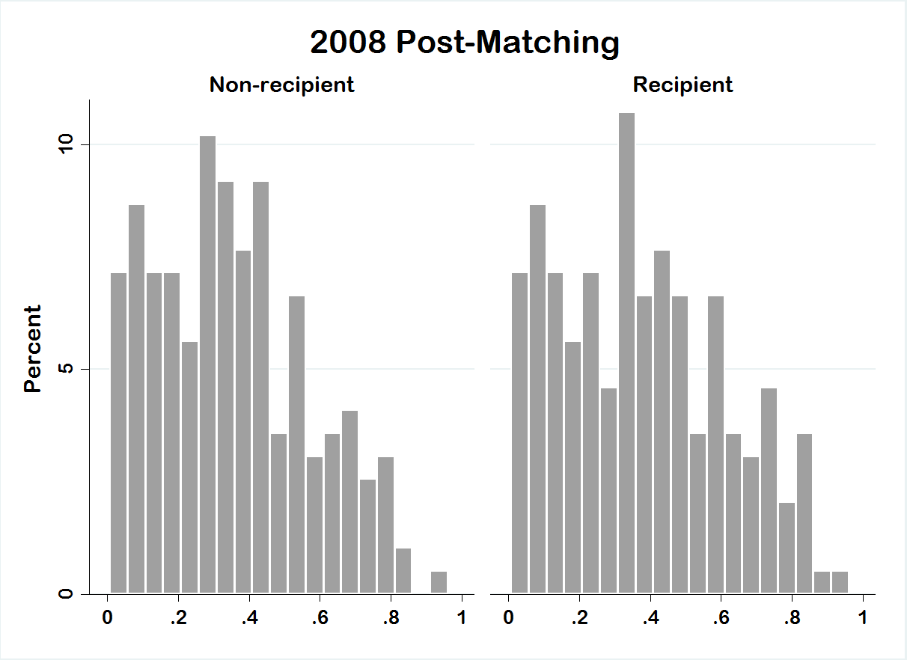 2008 Post-Matching
Non-recipient
Recipient
Percent
10
5
0
0 .2 .4 .6 .8 1
0 .2 .4 .6 .8 1